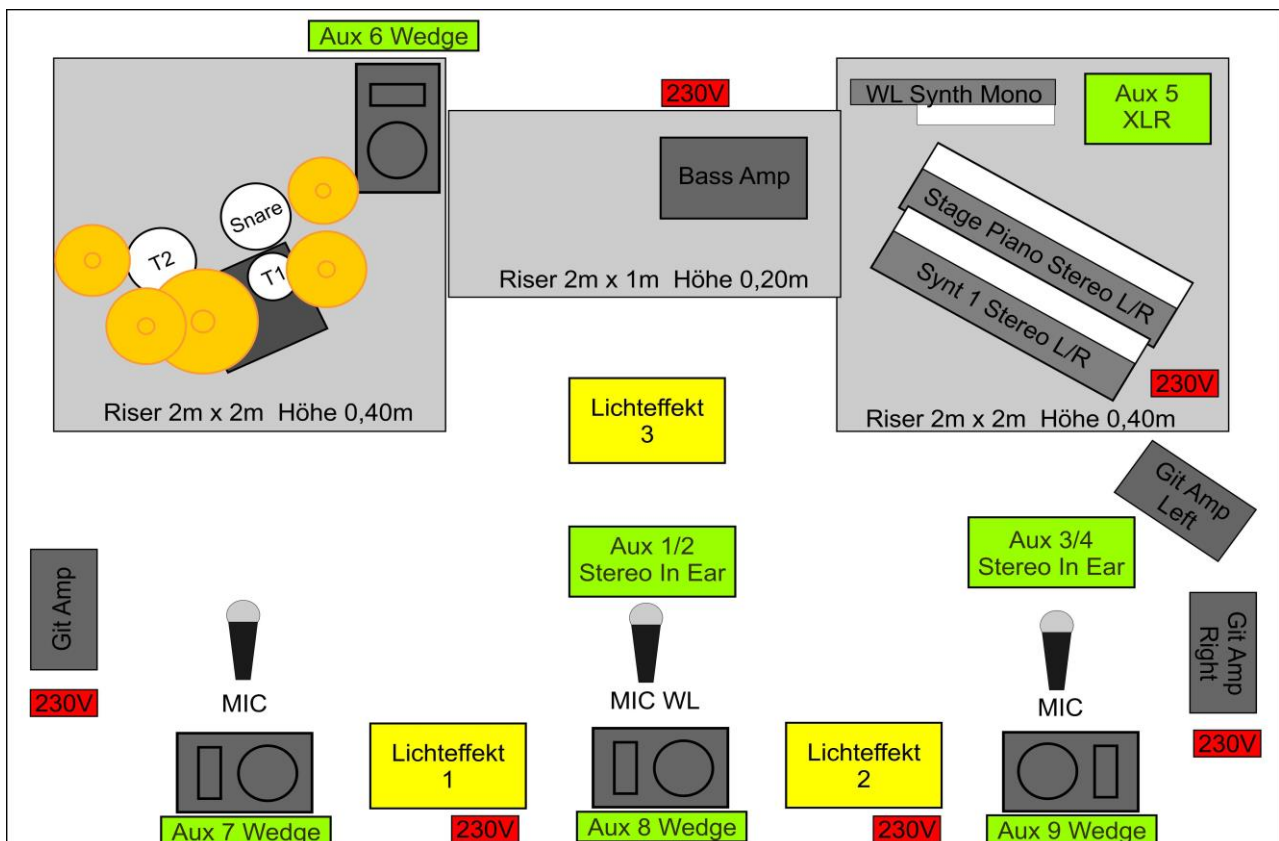 Aux 6 Wedge
230V
WL Synth Mono
Aux 5
XLR
Bass Amp
Snare
T2
T1
Stage Piano Stereo L/R
Synt 1 Stereo L/R
Riser 2m x 1m Höhe 0,20m
230V
Riser 2m x 2m Höhe 0,40m
Lichteffekt
3
Riser 2m x 2m Höhe 0,40m
Git Amp
Left
Aux 1/2
Stereo In Ear
Aux 3/4
Stereo In Ear
Git Amp
Git Amp
Right
230V
MIC
MIC WL
MIC
230V
Lichteffekt
1
Lichteffekt
2
Aux 7 Wedge
230V
Aux 8 Wedge
230V
Aux 9 Wedge